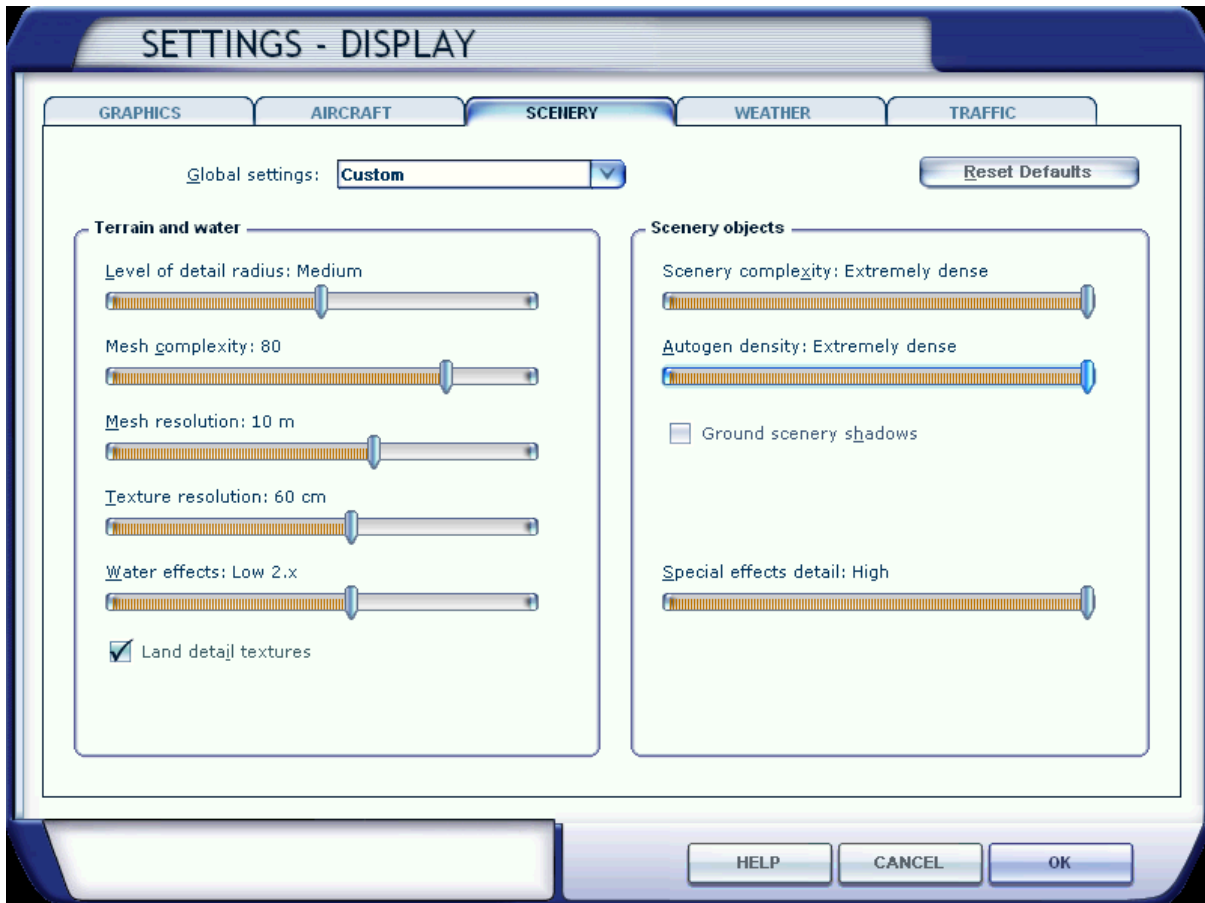 SETTINGS - DISPLAY
GRAPHICS
AIRCRAFT
SCENERY
WEATHER
TRAFFIC
Global settings: Custom
Reset Defaults
Terrain and water
Level of detail radius: Medium
Mesh complexity: 80
Mesh resolution: 10 m
Texture resolution: 60 cm
Water effects: Low 2.x
Land detail textures
Scenery objects
Scenery complexity: Extremely dense
Autogen density: Extremely dense
Ground scenery shadows
Special effects detail: High
HELP
CANCEL
OK